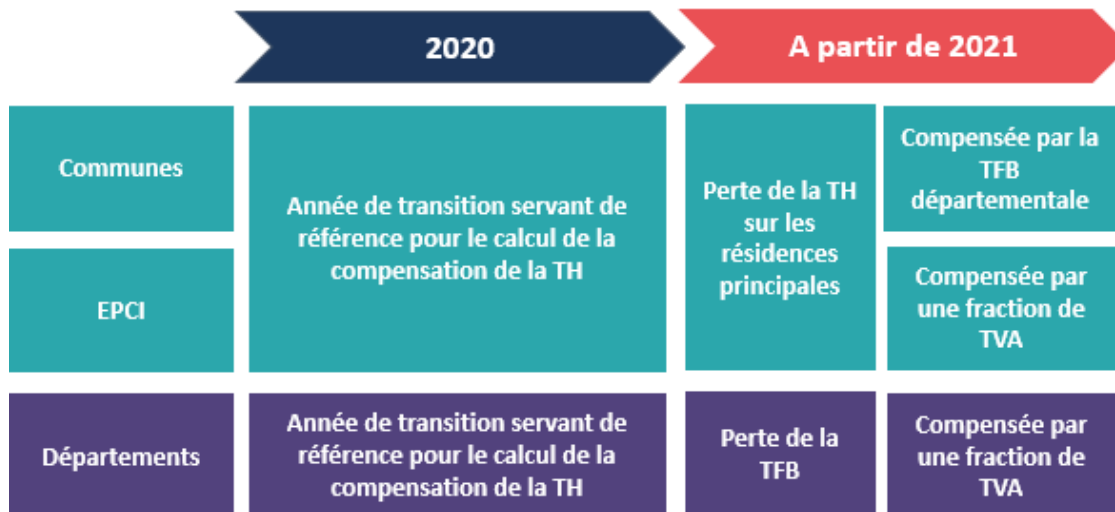 2020
A partir de 2021
Communes
EPCI
Année de transition servant de
référence pour le calcul de la
compensation de la TH
Perte de la TH
sur les
résidences
principales
Compensée par la
TFB
départementale
Compensée par
une fraction de
TVA
Départements
Année de transition servant de
référence pour le calcul de la
compensation de la TH
Perte de la
TFB
Compensée par
une fraction de
TVA